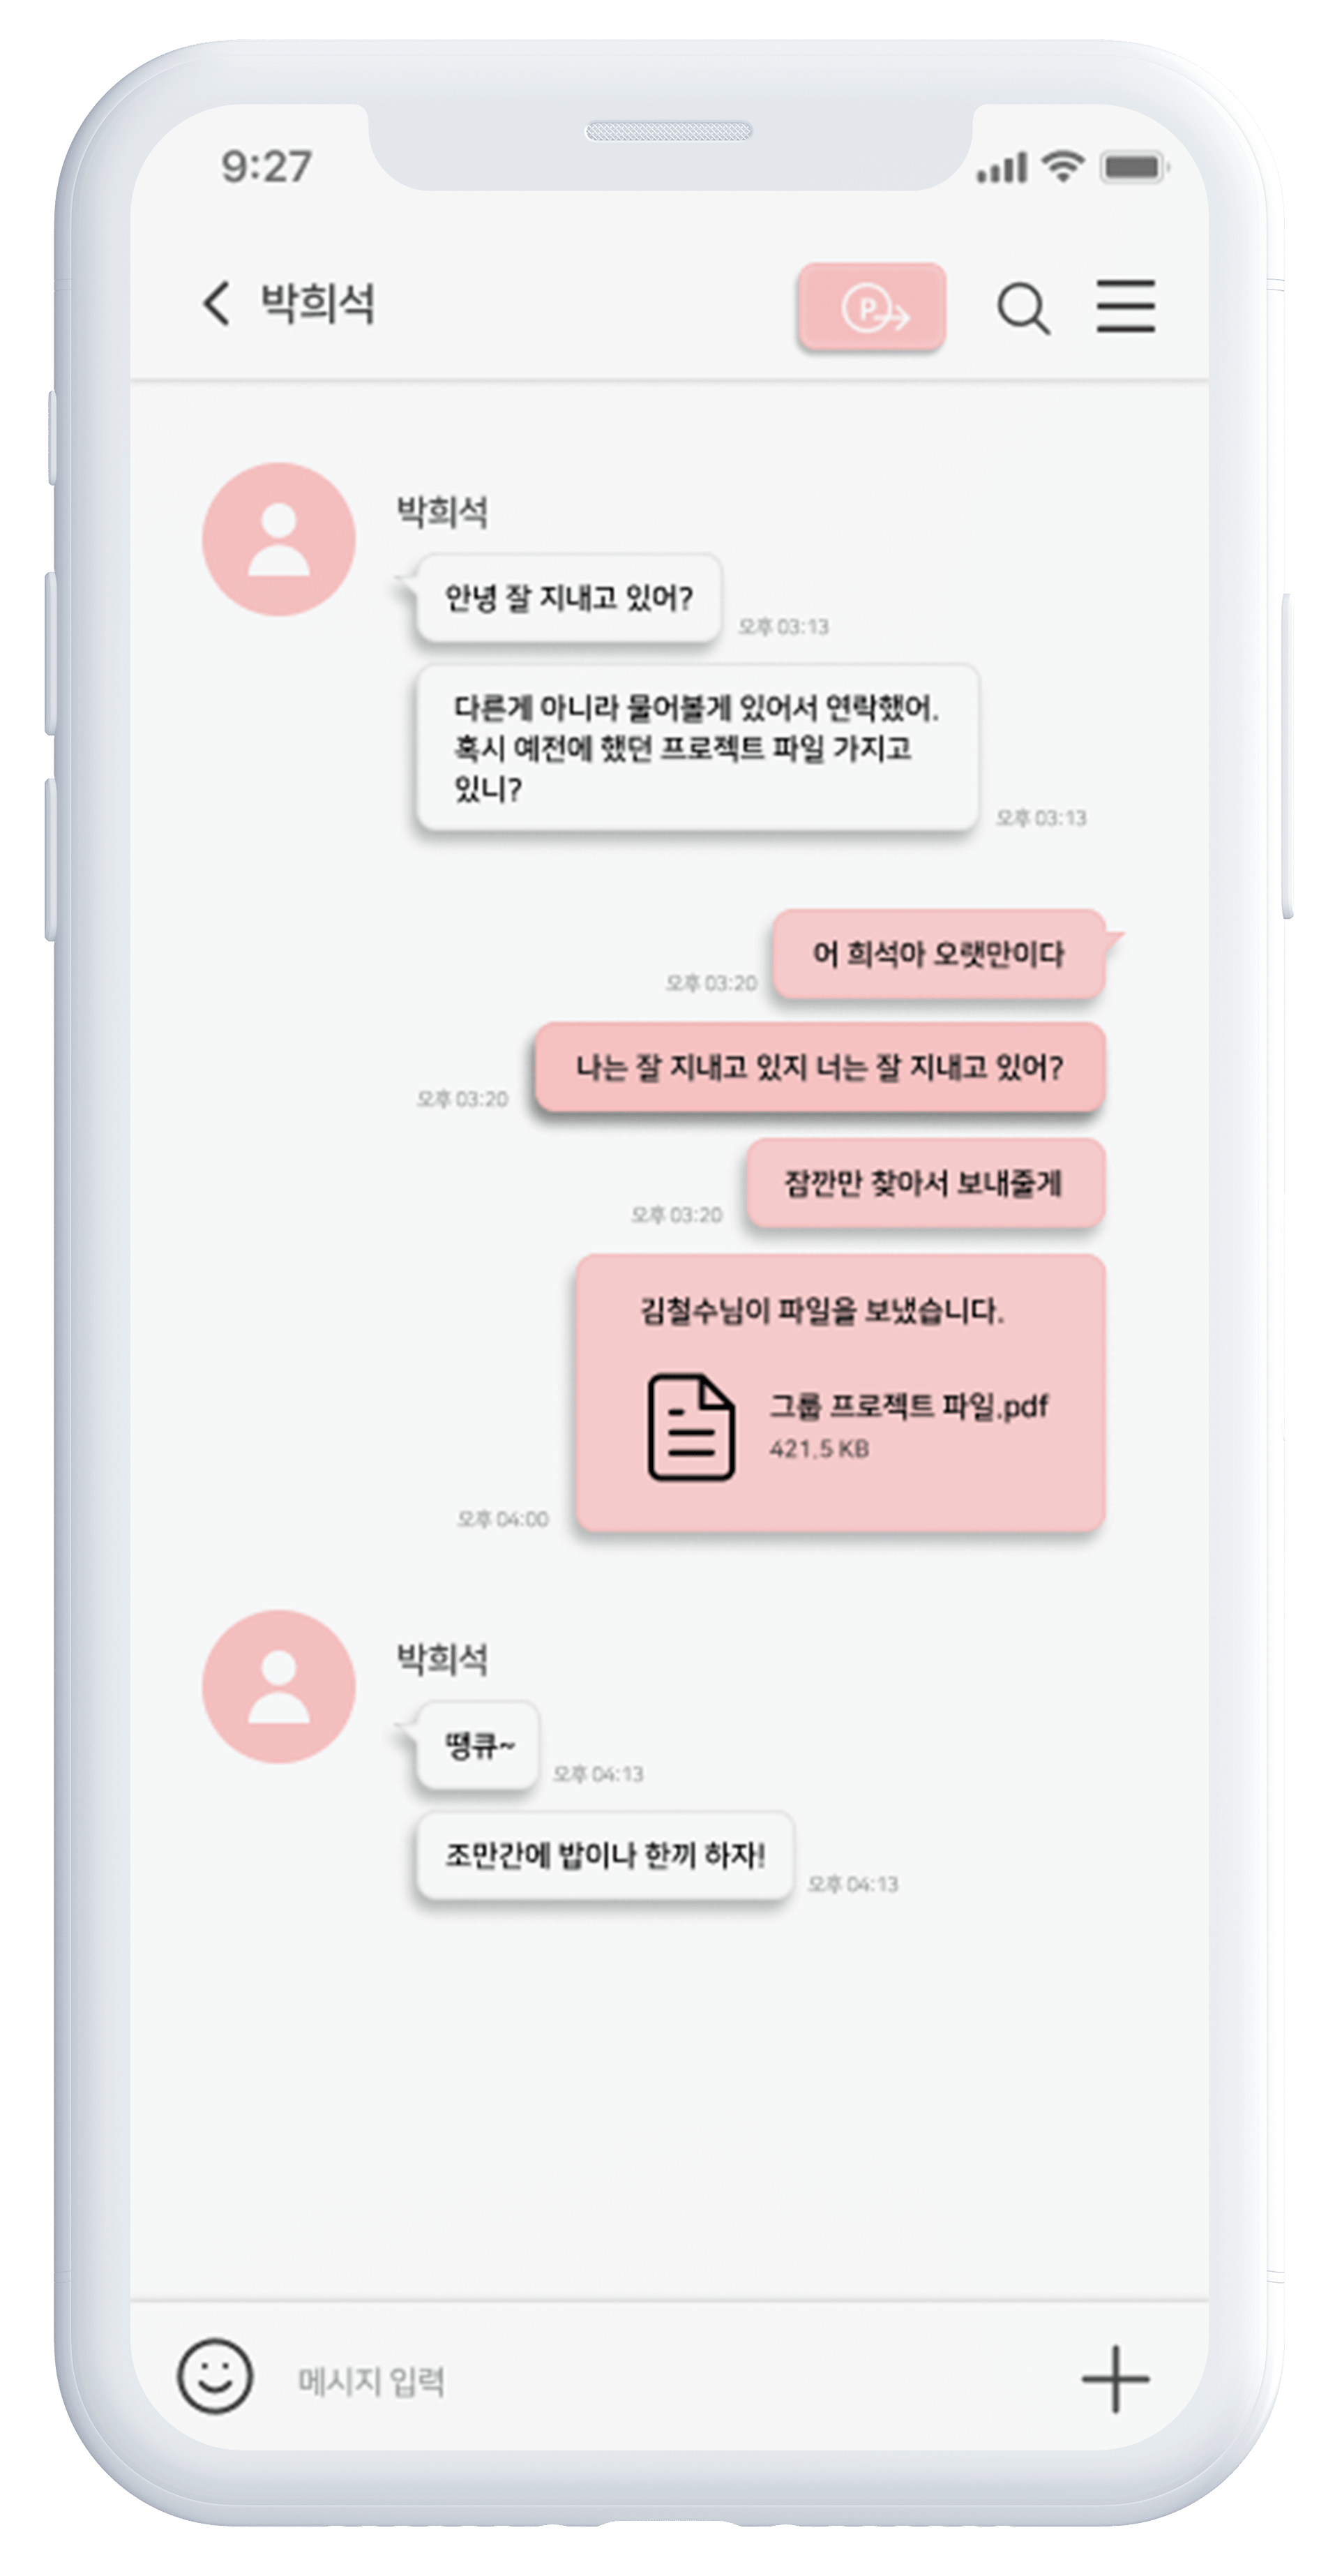 9:27
박희석
P
박희석
안녕 잘 지내고 있어?
오후 03:13
다른게 아니라 물어볼게 있어서 연락했어.
혹시 예전에 했던 프로젝트 파일 가지고
있니?
오후 03:13
어 희석아 오랫만이다
오후 03:20
나는 잘 지내고 있지 너는 잘 지내고 있어?
오후 03:20
잠깐만 찾아서 보내줄게
오후 03:20
김철수님이 파일을 보냈습니다.
그룹 프로젝트 파일.pdf
421.5 KB
오후 04:00
박희석
땡큐~
오후 04:13
조만간에 밥이나 한끼 하자!
오후 04:13
메시지 입력